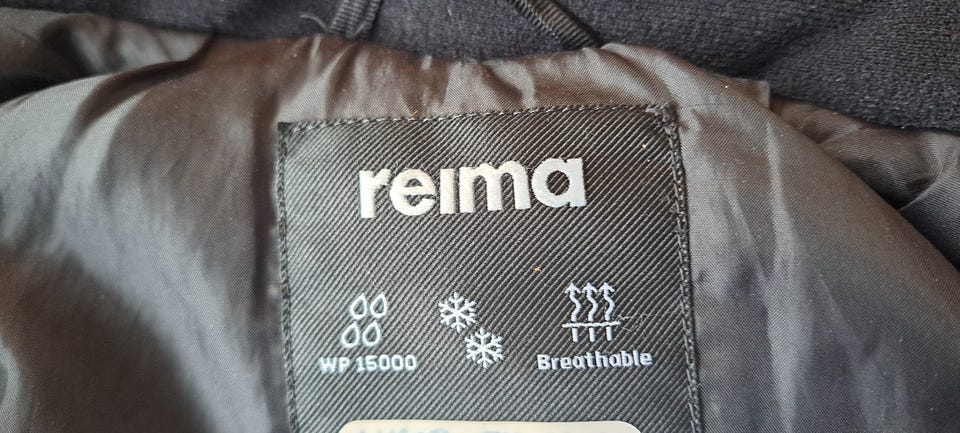 reima
WP 15000
Breathable